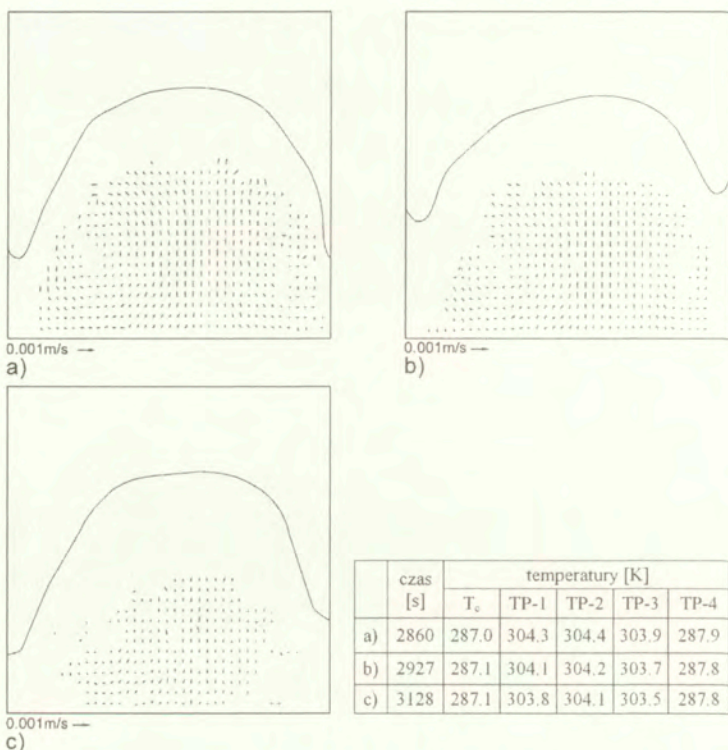 0.001m/s →
a)
0.001m/s →
b)
czas [s] temperatury [K]
T_c TP-1 TP-2 TP-3 TP-4
a) 2860 287.0 304.3 304.4 303.9 287.9
b) 2927 287.1 304.1 304.2 303.7 287.8
c) 3128 287.1 303.8 304.1 303.5 287.8
0.001m/s →
c)